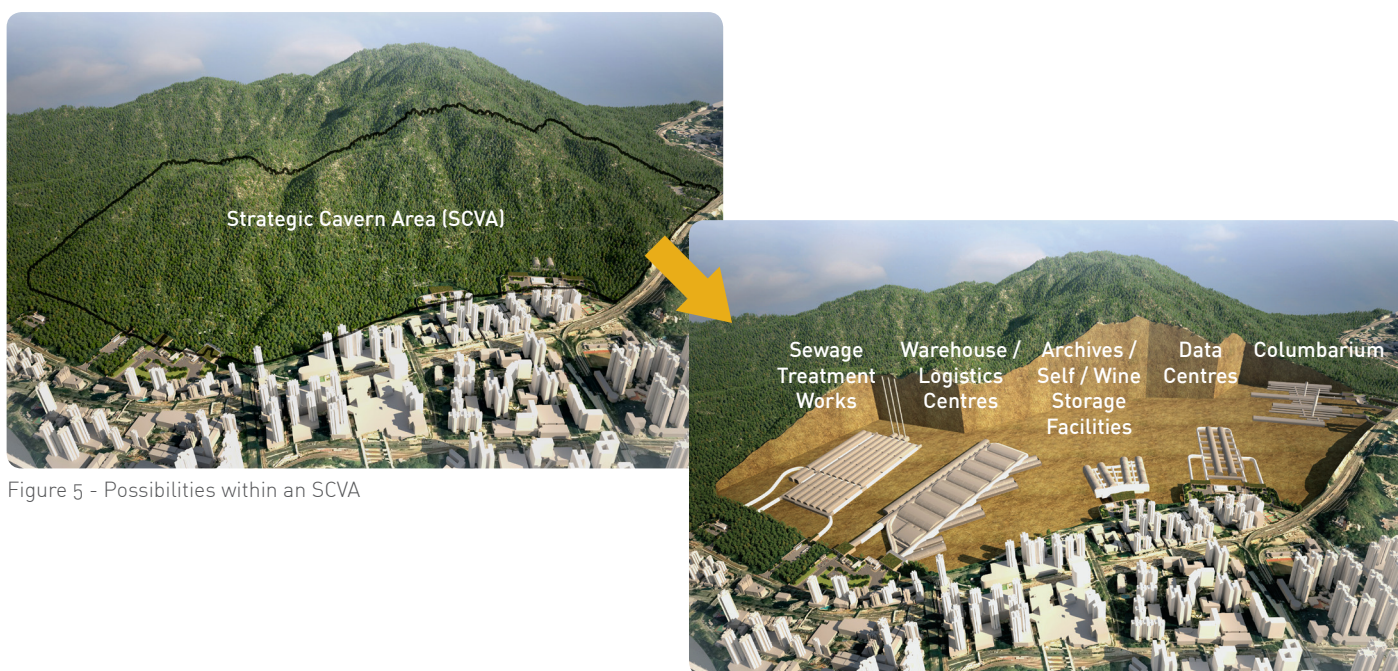 Strategic Cavern Area (SCVA)
Sewage
Treatment
Works
Warehouse /
Logistics
Centres
Archives /
Self / Wine
Storage
Facilities
Data
Centres
Columbarium
Figure 5 - Possibilities within an SCVA